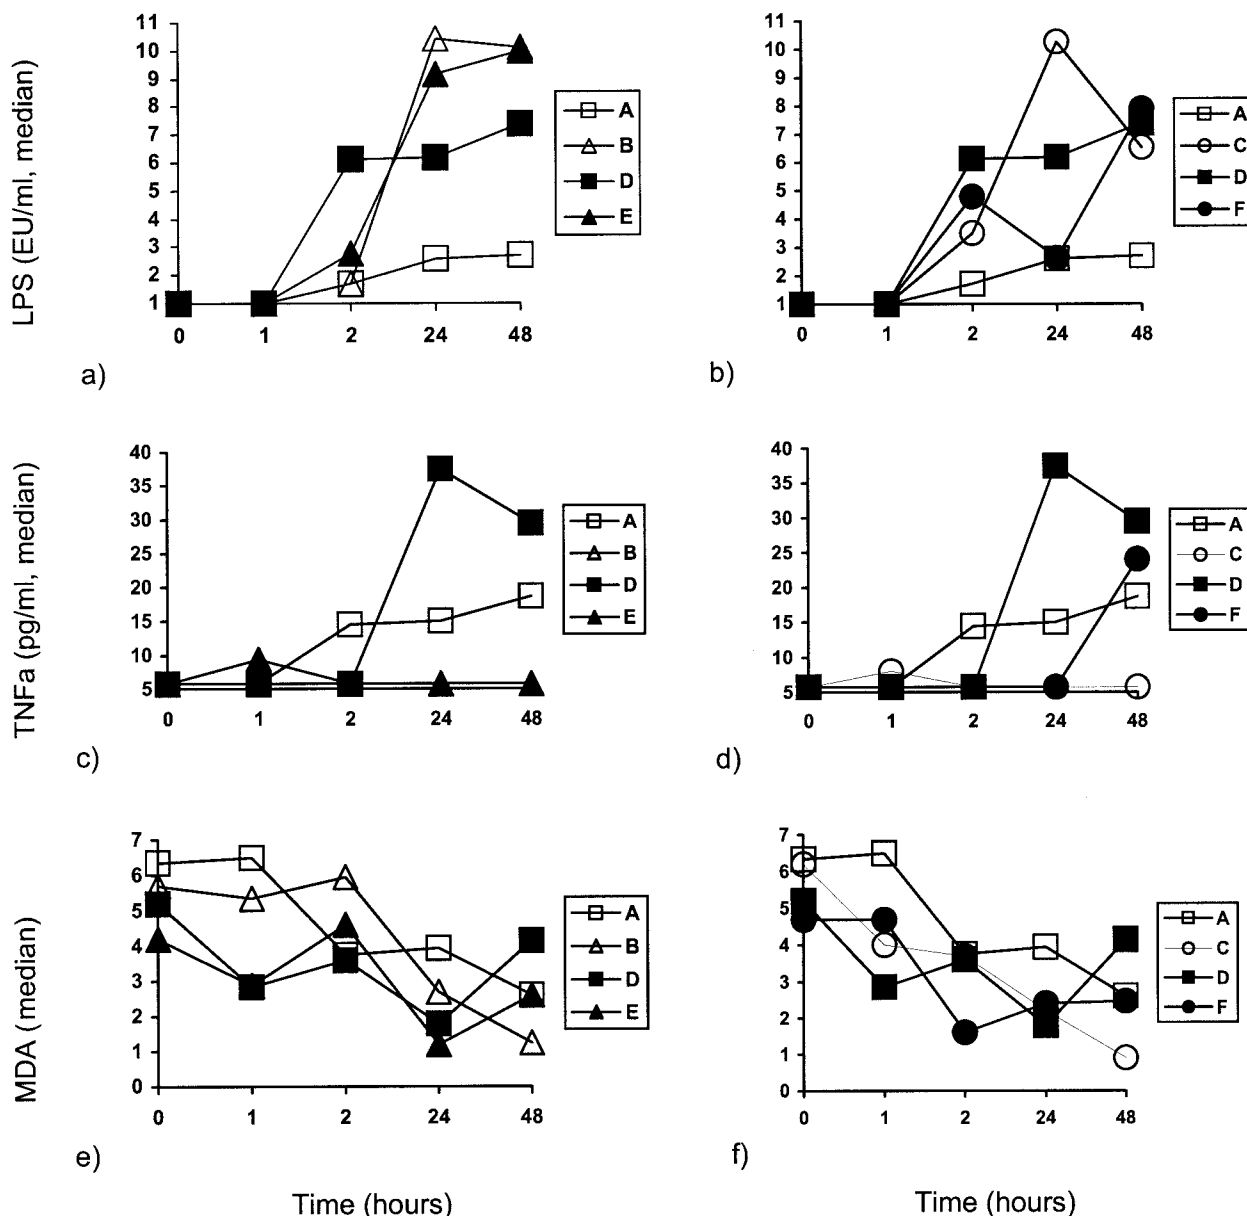 LPS (EU/ml, median)
11
10
9
8
7
6
5
4
3
2
1
0 1 2 24 48
A
B
D
E
a)
11
10
9
8
7
6
5
4
3
2
1
0 1 2 24 48
A
C
D
F
b)
TNFa (pg/ml, median)
40
35
30
25
20
15
10
5
0 1 2 24 48
A
B
D
E
c)
40
35
30
25
20
15
10
5
0 1 2 24 48
A
C
D
F
d)
MDA (median)
7
6
5
4
3
2
1
0
0 1 2 24 48
A
B
D
E
e)
7
6
5
4
3
2
1
0
0 1 2 24 48
A
C
D
F
f)
Time (hours)
Time (hours)